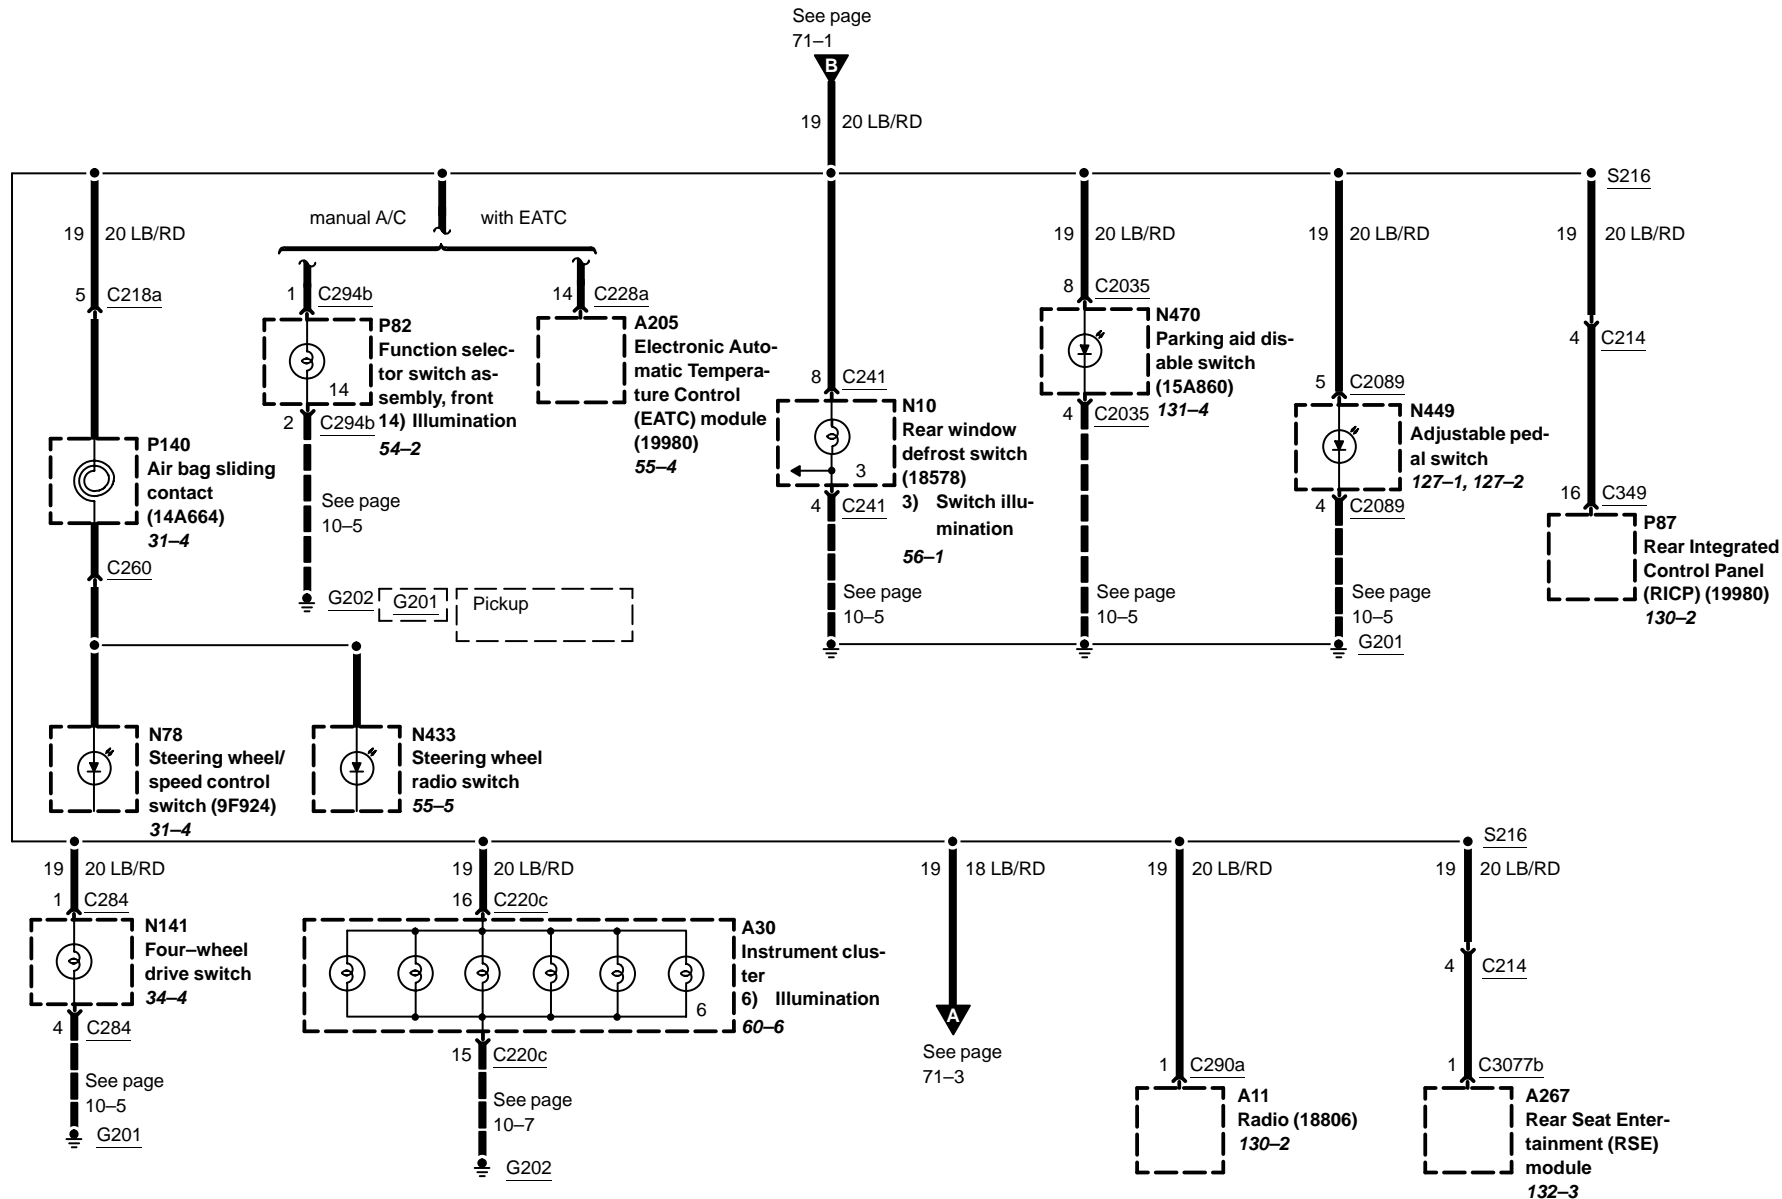 See page
71–1
B
19 20 LB/RD
S216
manual A/C with EATC
19 20 LB/RD
19 20 LB/RD
19 20 LB/RD
19 20 LB/RD
5 C218a
1 C294b
14 C228a
8 C2035
4 C214
P82
Function selec-
tor switch as-
sembly, front
14) Illumination
54–2
14
2 C294b
A205
Electronic Auto-
matic Tempera-
ture Control
(EATC) module
(19980)
55–4
N470
Parking aid dis-
able switch
(15A860)
131–4
4 C2035
8 C241
5 C2089
N10
Rear window
defrost switch
(18578)
3) Switch illu-
mination
56–1
3
4 C241
N449
Adjustable ped-
al switch
127–1, 127–2
4 C2089
16 C349
P87
Rear Integrated
Control Panel
(RICP) (19980)
130–2
P140
Air bag sliding
contact
(14A664)
31–4
C260
See page
10–5
G202 G201 Pickup
See page
10–5
See page
10–5
See page
10–5
G201
N78
Steering wheel/
speed control
switch (9F924)
31–4
N433
Steering wheel
radio switch
55–5
S216
19 20 LB/RD
19 20 LB/RD
19 18 LB/RD
19 20 LB/RD
19 20 LB/RD
1 C284
16 C220c
N141
Four–wheel
drive switch
34–4
4 C284
See page
10–5
G201
A30
Instrument clus-
ter
6) Illumination
60–6
6
15 C220c
See page
10–7
G202
A
See page
71–3
4 C214
1 C290a
1 C3077b
A11
Radio (18806)
130–2
A267
Rear Seat Enter-
tainment (RSE)
module
132–3